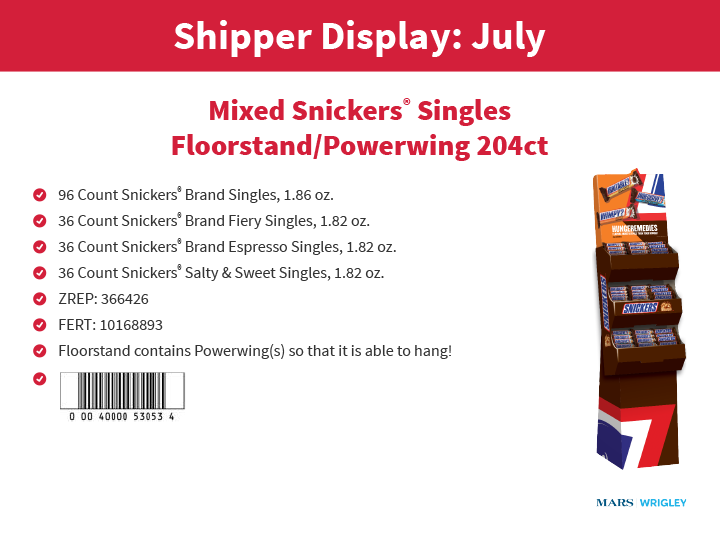 Shipper Display: July
Mixed Snickers® Singles
Floorstand/Powerwing 204ct
96 Count Snickers® Brand Singles, 1.86 oz.
36 Count Snickers® Brand Fiery Singles, 1.82 oz.
36 Count Snickers® Brand Espresso Singles, 1.82 oz.
36 Count Snickers® Salty & Sweet Singles, 1.82 oz.
ZREP: 366426
FERT: 10168893
Floorstand contains Powerwing(s) so that it is able to hang!
0 00 40000 53053 4
HUNGEREMEDIES
SNICKERS
MARS WRIGLEY